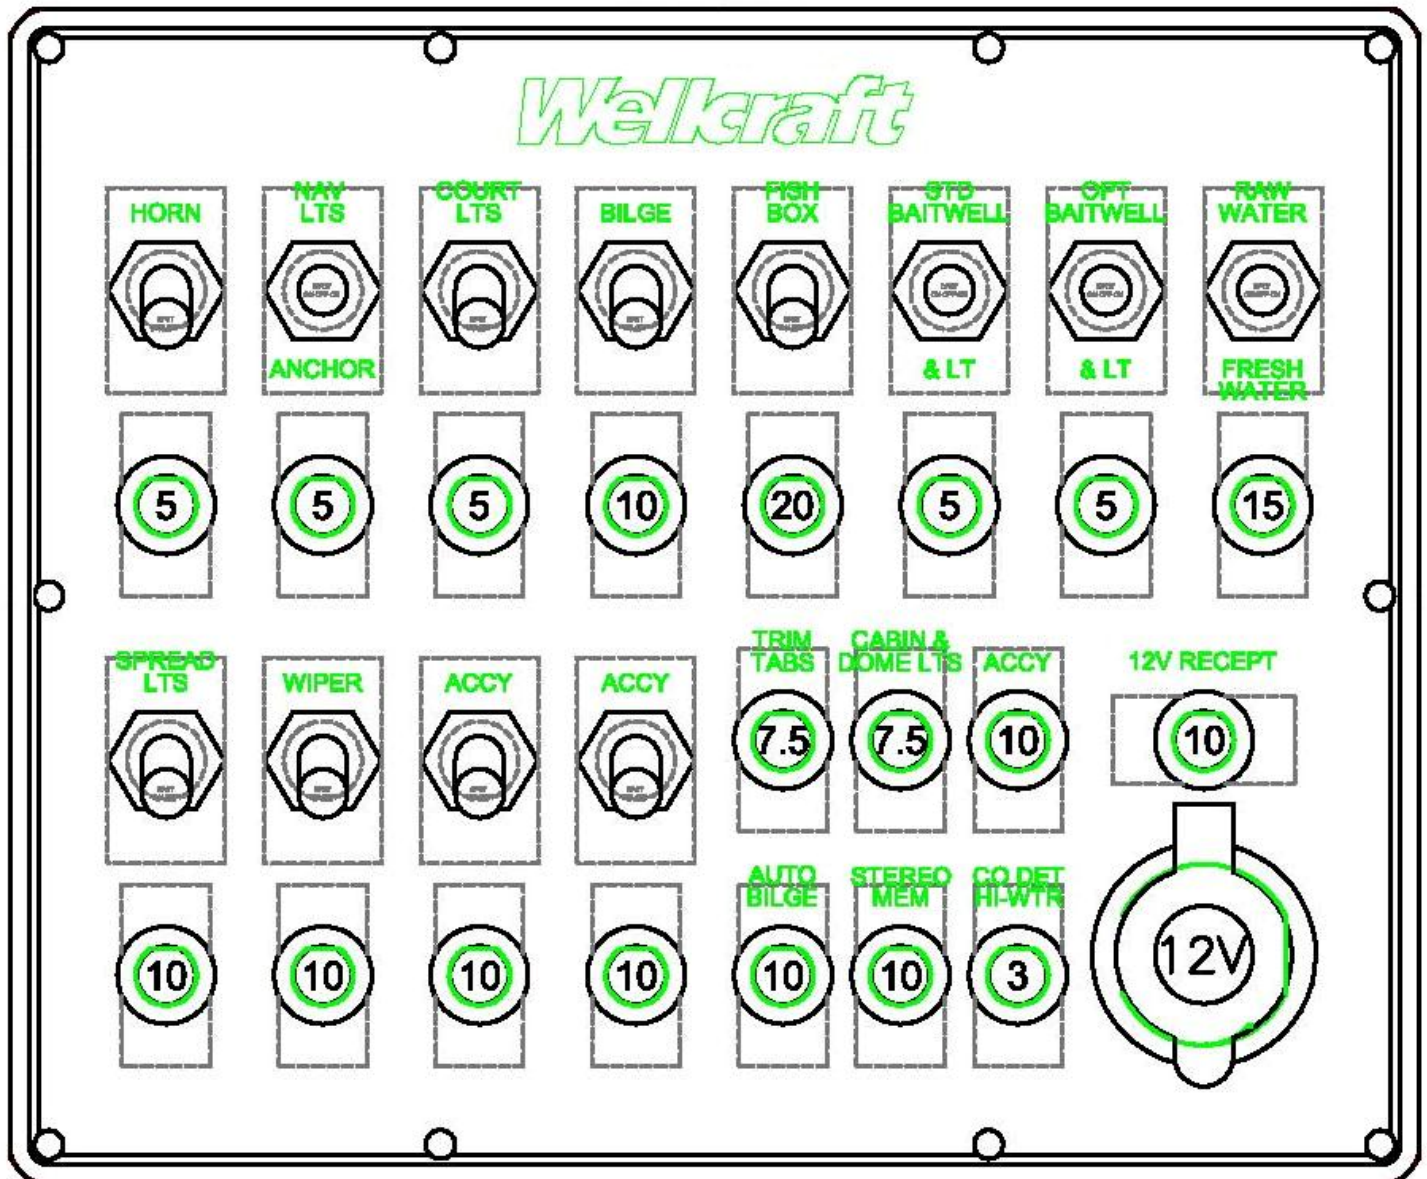 Wellcraft
HORN
NAV
LTS
COURT
LTS
BILGE
FISH
BOX
STD
BAITWELL
OPT
BAITWELL
RAW
WATER
ANCHOR
& LT
& LT
FRESH
WATER
5
5
5
10
20
5
5
15
SPREAD
LTS
WIPER
ACCY
ACCY
TRIM
TABS
CABIN &
DOME LTS
ACCY
12V RECEPT
7.5
7.5
10
10
AUTO
BILGE
STEREO
MEM
CO DET
HI-WTR
10
10
10
10
10
10
3
12V